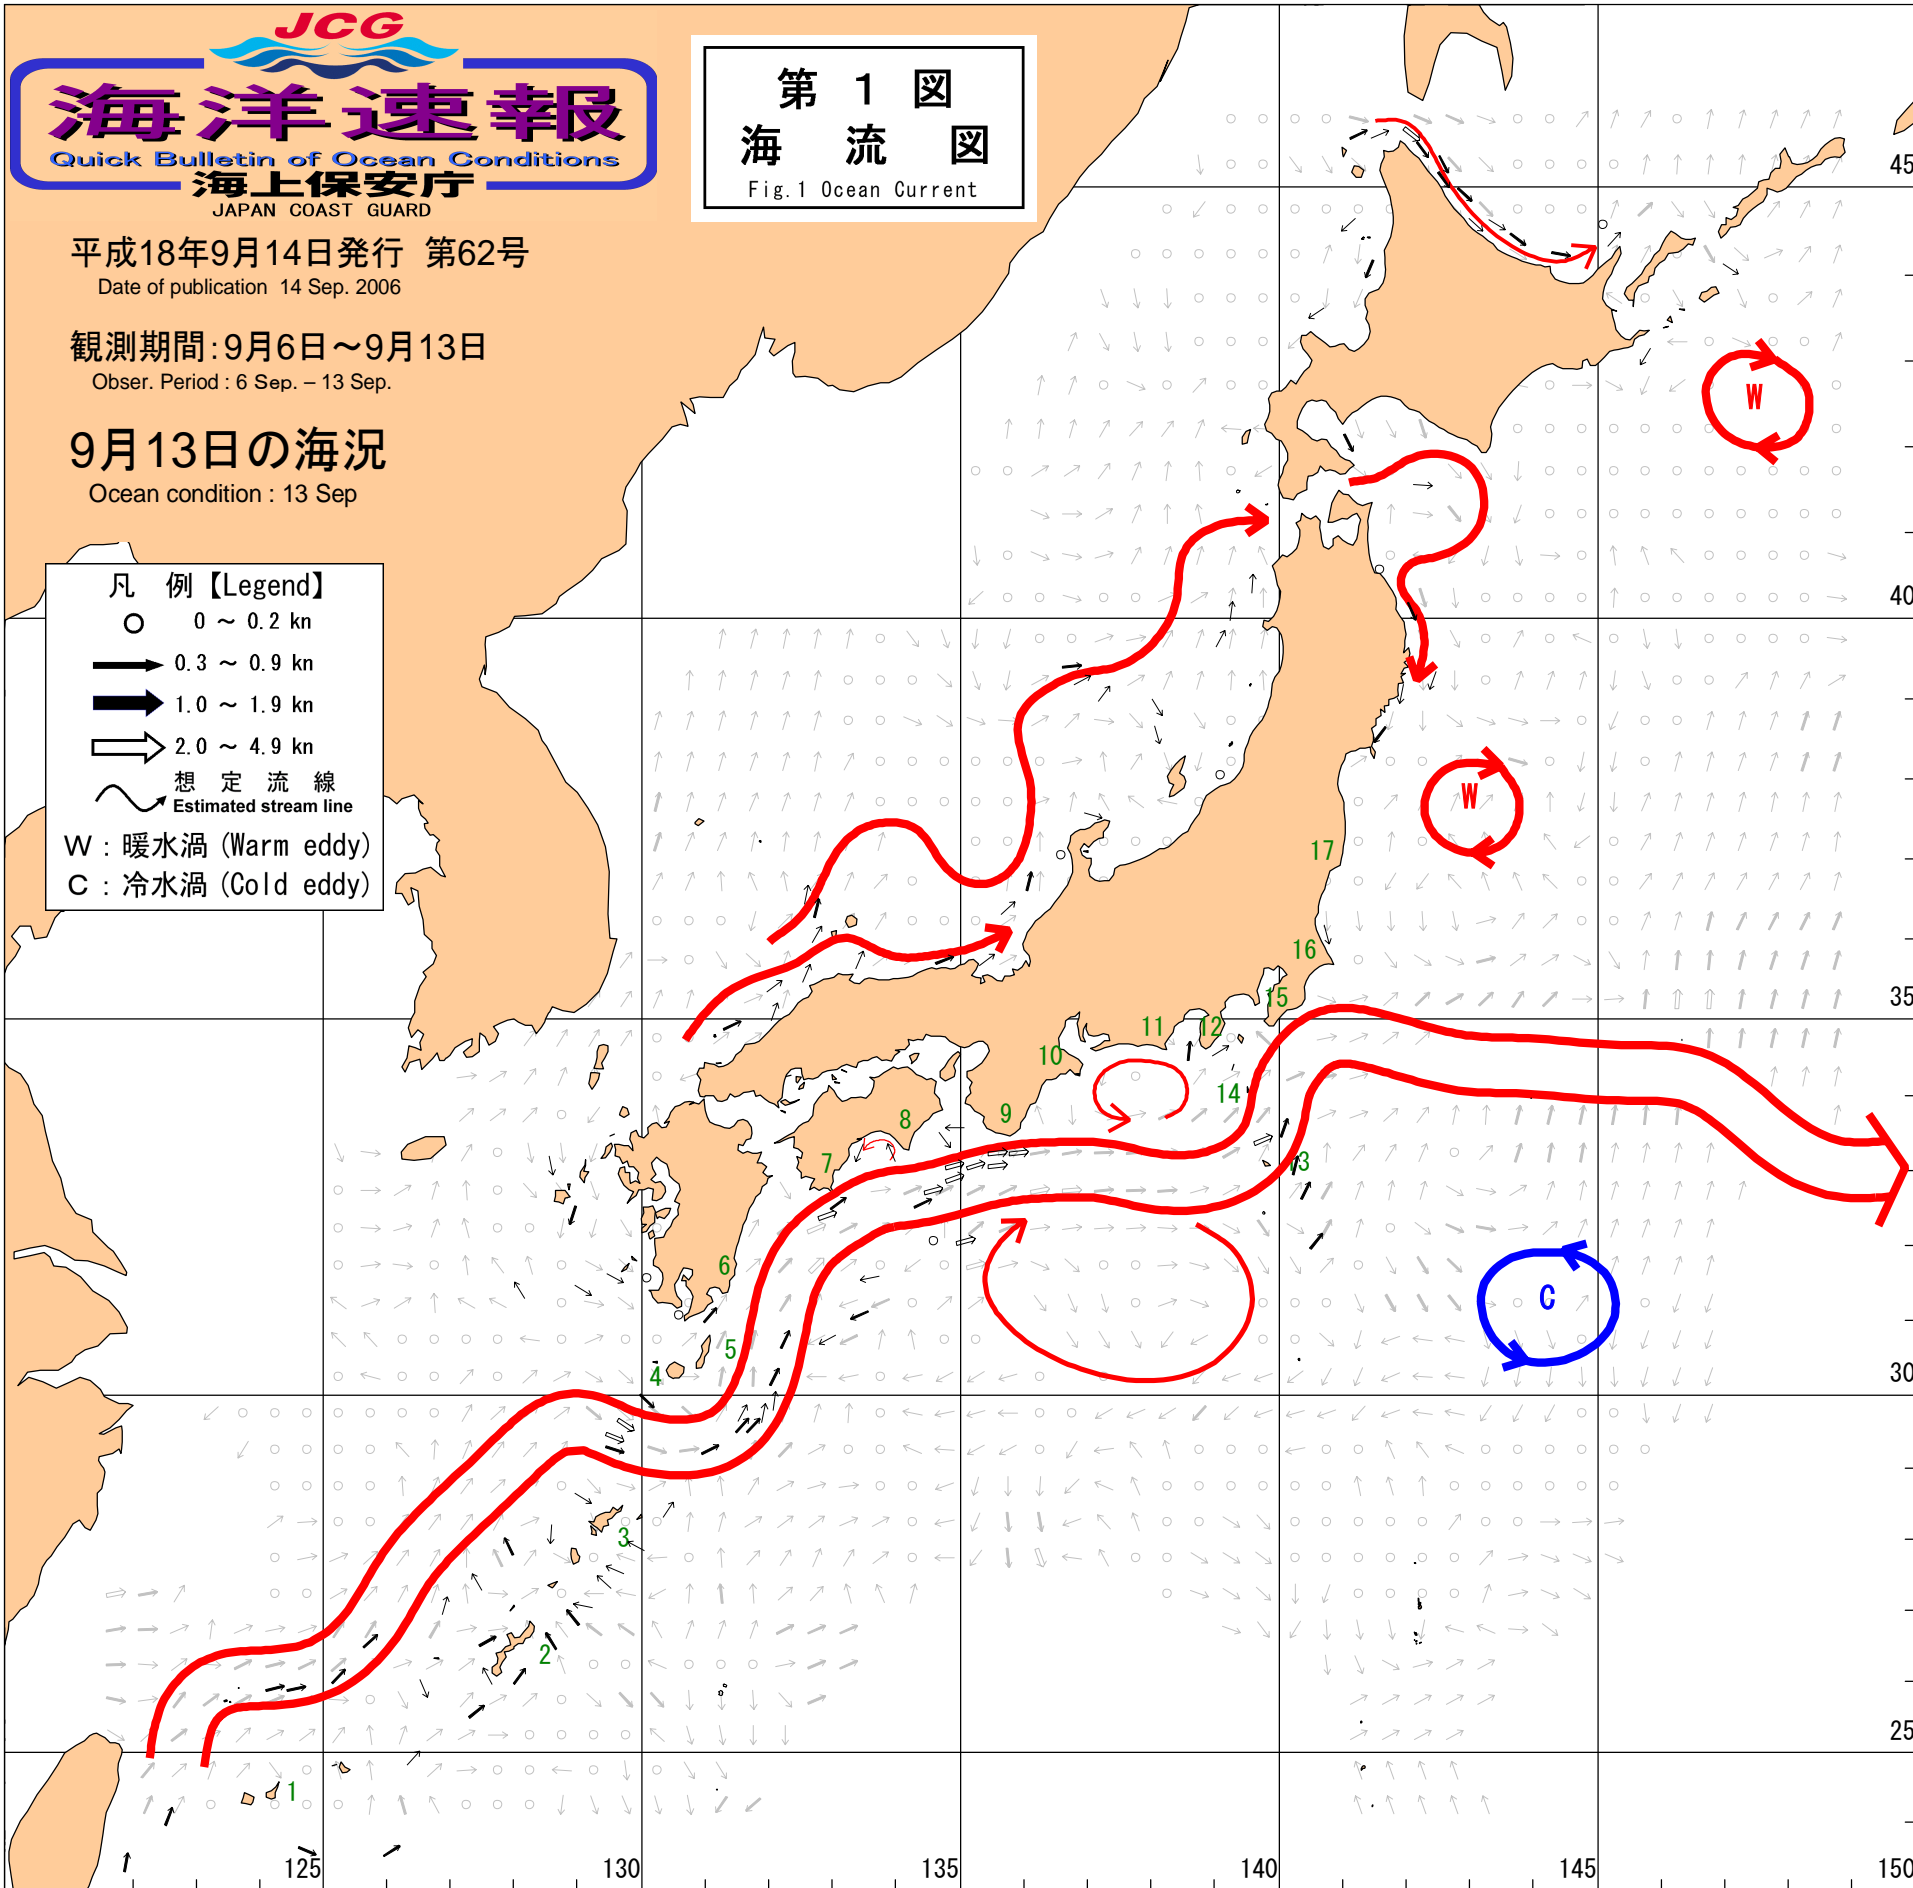 JCG
海洋速報
Quick Bulletin of Ocean Conditions
海上保安庁
JAPAN COAST GUARD
平成18年9月14日発行 第62号
Date of publication 14 Sep. 2006
観測期間:9月6日~9月13日
Obser. Period : 6 Sep. – 13 Sep.
9月13日の海況
Ocean condition : 13 Sep
第 1 図
海 流 図
Fig.1 Ocean Current
凡 例【Legend】
0 ~ 0.2 kn
0.3 ~ 0.9 kn
1.0 ~ 1.9 kn
2.0 ~ 4.9 kn
想 定 流 線
Estimated stream line
W : 暖水渦 (Warm eddy)
C : 冷水渦 (Cold eddy)
45
W
40
W
17
16
35
15
12
11
10
14
9
8
7
13
6
C
5
4
30
3
2
25
1
125
130
135
140
145
150